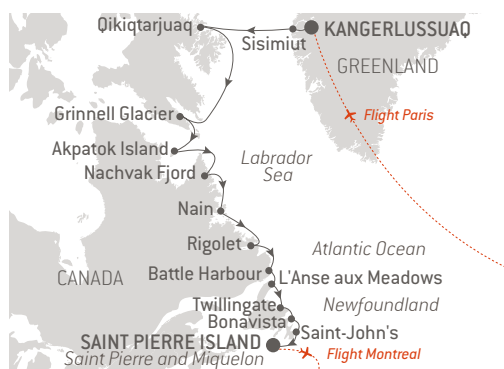 Qikiqtarjuaq
KANGERLUSSUAQ
Sisimiut
GREENLAND
Grinnell Glacier
Flight Paris
Akpatok Island
Labrador
Sea
Nachvak Fjord
Nain
Rigolet
Atlantic Ocean
Battle Harbour
CANADA
L'Anse aux Meadows
Twillingate
Newfoundland
Bonavista
Saint-John's
SAINT PIERRE ISLAND
Saint Pierre and Miquelon
Flight Montreal